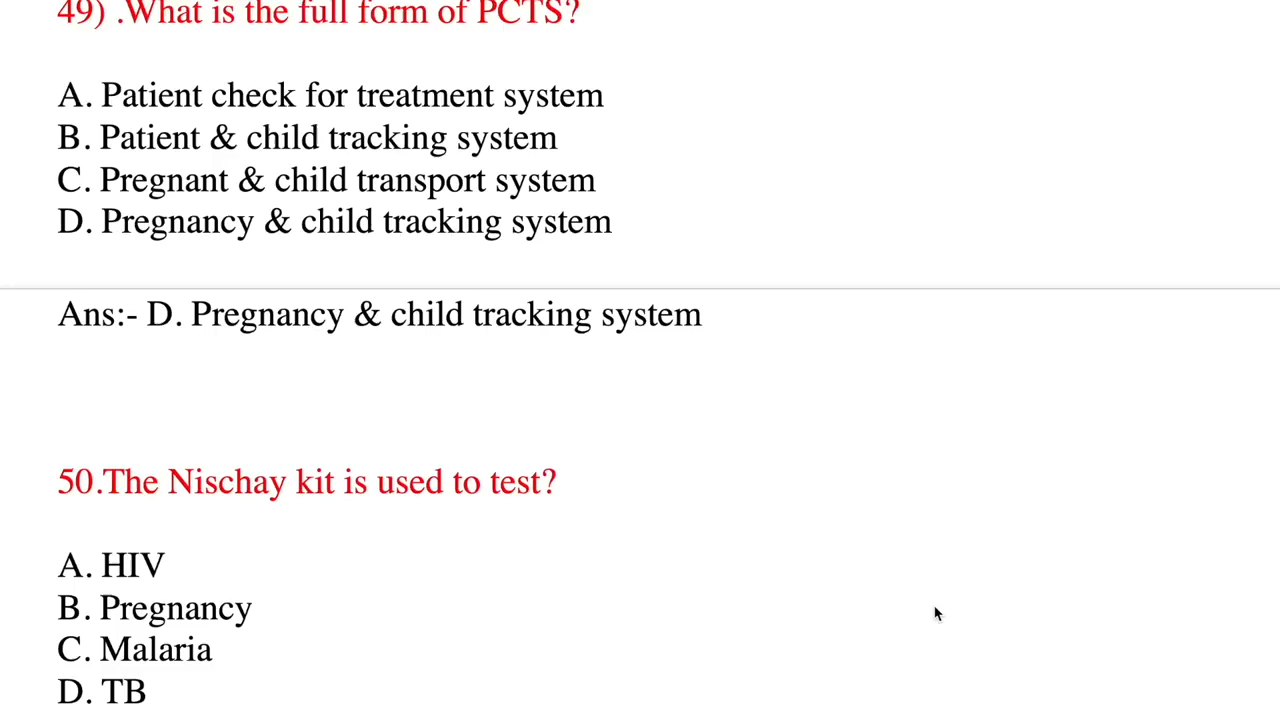 49) .What is the full form of PCTS?
A. Patient check for treatment system
B. Patient & child tracking system
C. Pregnant & child transport system
D. Pregnancy & child tracking system
Ans:- D. Pregnancy & child tracking system
50.The Nischay kit is used to test?
A. HIV
B. Pregnancy
C. Malaria
D. TB